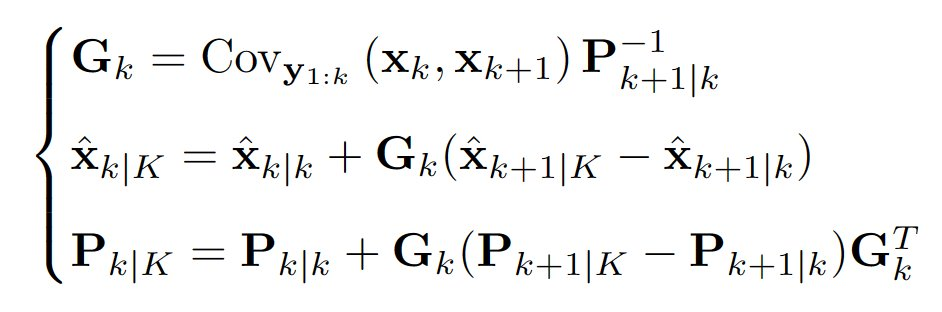 G_k = Cov_{y_{1:k}} (x_k, x_{k+1}) P_{k+1|k}^{-1}
x̂_{k|K} = x̂_{k|k} + G_k(x̂_{k+1|K} − x̂_{k+1|k})
P_{k|K} = P_{k|k} + G_k(P_{k+1|K} − P_{k+1|k})G_k^T